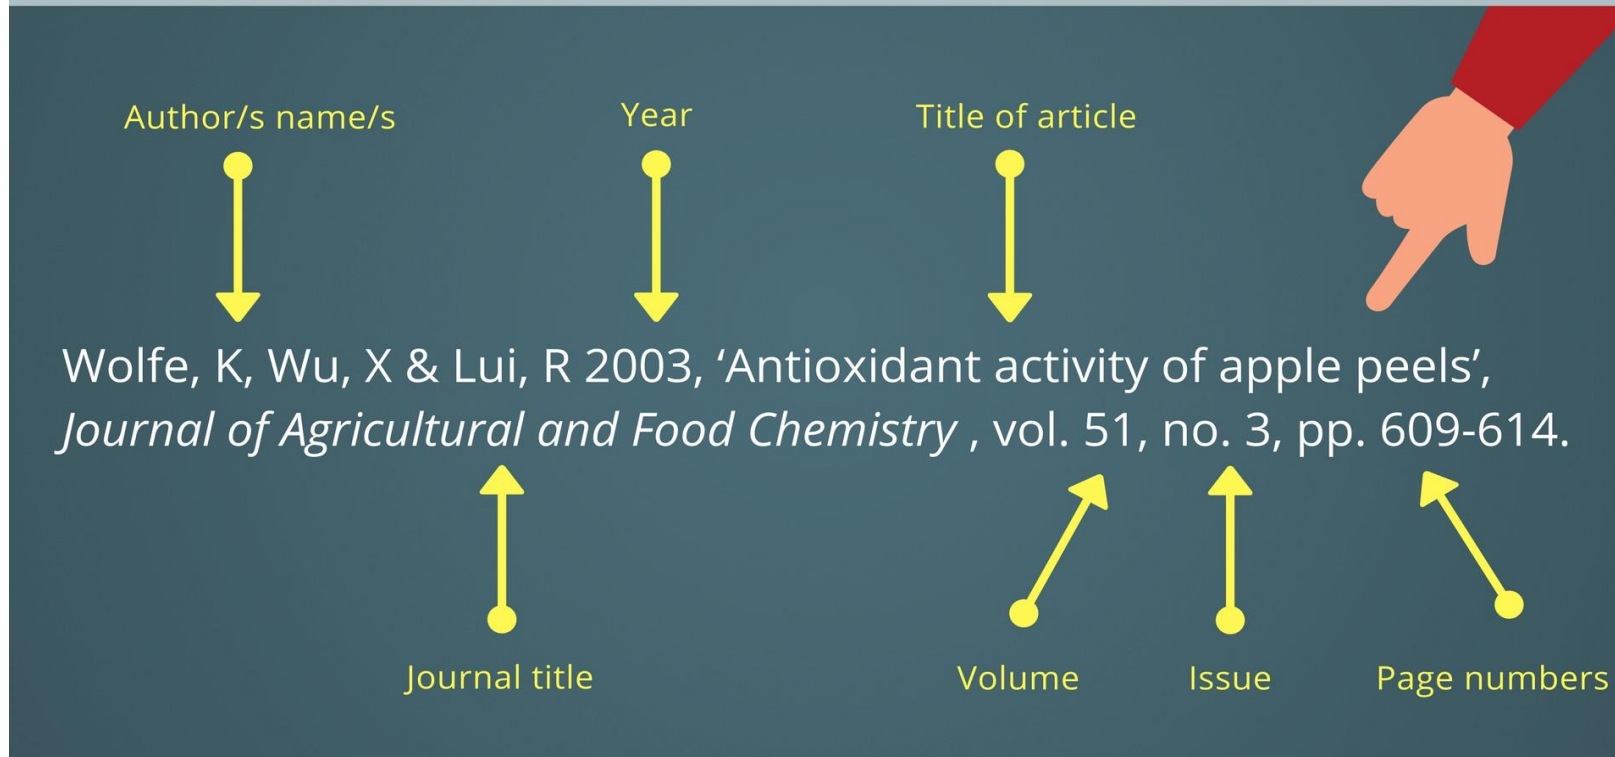 Author/s name/s
Year
Title of article
Wolfe, K, Wu, X & Lui, R 2003, ‘Antioxidant activity of apple peels’,
Journal of Agricultural and Food Chemistry , vol. 51, no. 3, pp. 609-614.
Journal title
Volume
Issue
Page numbers